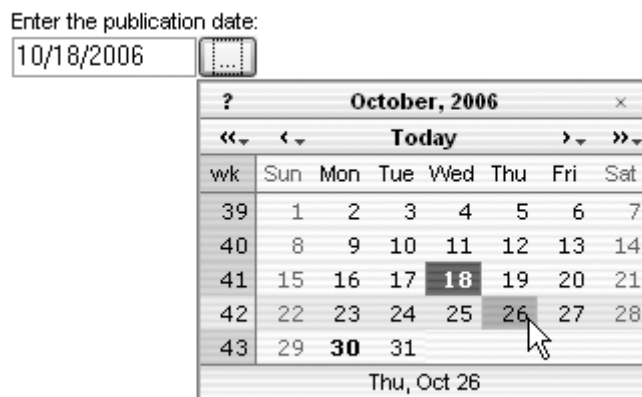 Enter the publication date:
10/18/2006 ...
? October, 2006 ×
« ‹ Today › »
wk Sun Mon Tue Wed Thu Fri Sat
39 1 2 3 4 5 6 7
40 8 9 10 11 12 13 14
41 15 16 17 18 19 20 21
42 22 23 24 25 26 27 28
43 29 30 31
Thu, Oct 26